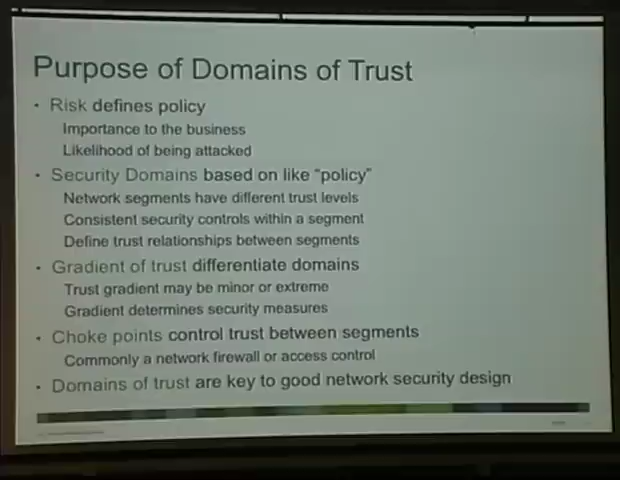 Purpose of Domains of Trust
• Risk defines policy
Importance to the business
Likelihood of being attacked
• Security Domains based on like “policy”
Network segments have different trust levels
Consistent security controls within a segment
Define trust relationships between segments
• Gradient of trust differentiate domains
Trust gradient may be minor or extreme
Gradient determines security measures
• Choke points control trust between segments
Commonly a network firewall or access control
• Domains of trust are key to good network security design